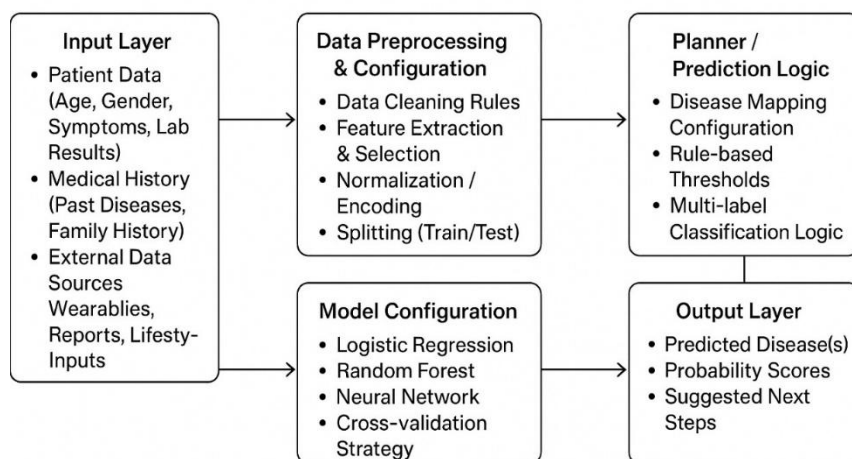 Input Layer
• Patient Data
(Age, Gender,
Symptoms, Lab
Results)
• Medical History
(Past Diseases,
Family History)
• External Data
Sources
Wearablies,
Reports, Lifesty-
Inputs
Data Preprocessing
& Configuration
• Data Cleaning Rules
• Feature Extraction
& Selection
• Normalization /
Encoding
• Splitting (Train/Test)
Planner /
Prediction Logic
• Disease Mapping
Configuration
• Rule-based
Thresholds
• Multi-label
Classification Logic
Model Configuration
• Logistic Regression
• Random Forest
• Neural Network
• Cross-validation
Strategy
Output Layer
• Predicted Disease(s)
• Probability Scores
• Suggested Next
Steps